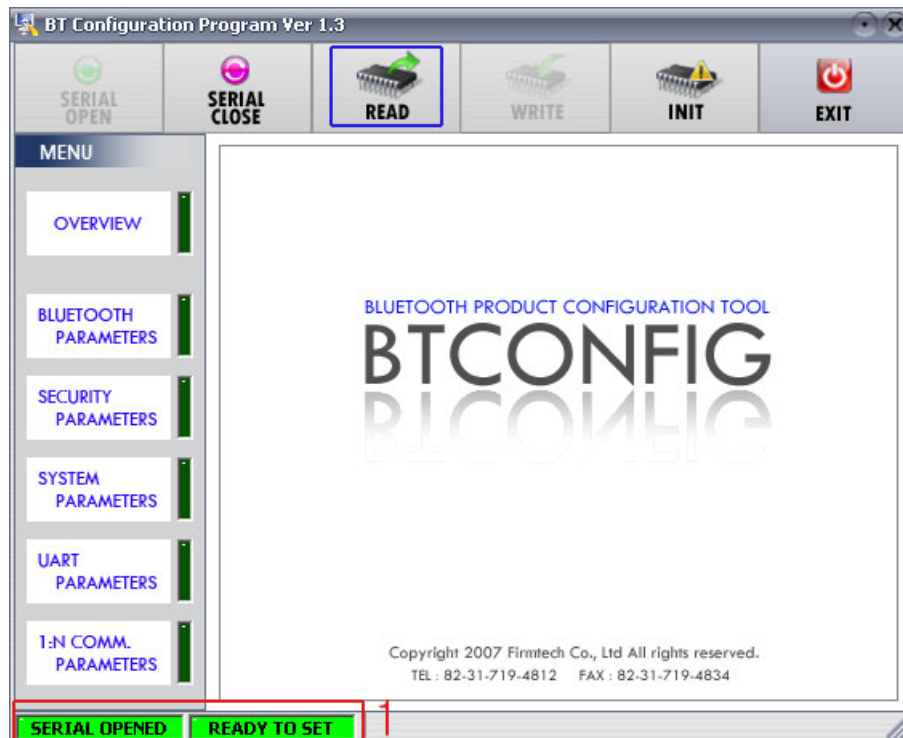 BT Configuration Program Ver 1.3
SERIAL
OPEN
SERIAL
CLOSE
READ
WRITE
INIT
EXIT
MENU
OVERVIEW
BLUETOOTH
PARAMETERS
SECURITY
PARAMETERS
SYSTEM
PARAMETERS
UART
PARAMETERS
1:N COMM.
PARAMETERS
BLUETOOTH PRODUCT CONFIGURATION TOOL
BTCONFIG
Copyright 2007 Firmtech Co., Ltd All rights reserved.
TEL : 82-31-719-4812 FAX : 82-31-719-4834
SERIAL OPENED READY TO SET 1